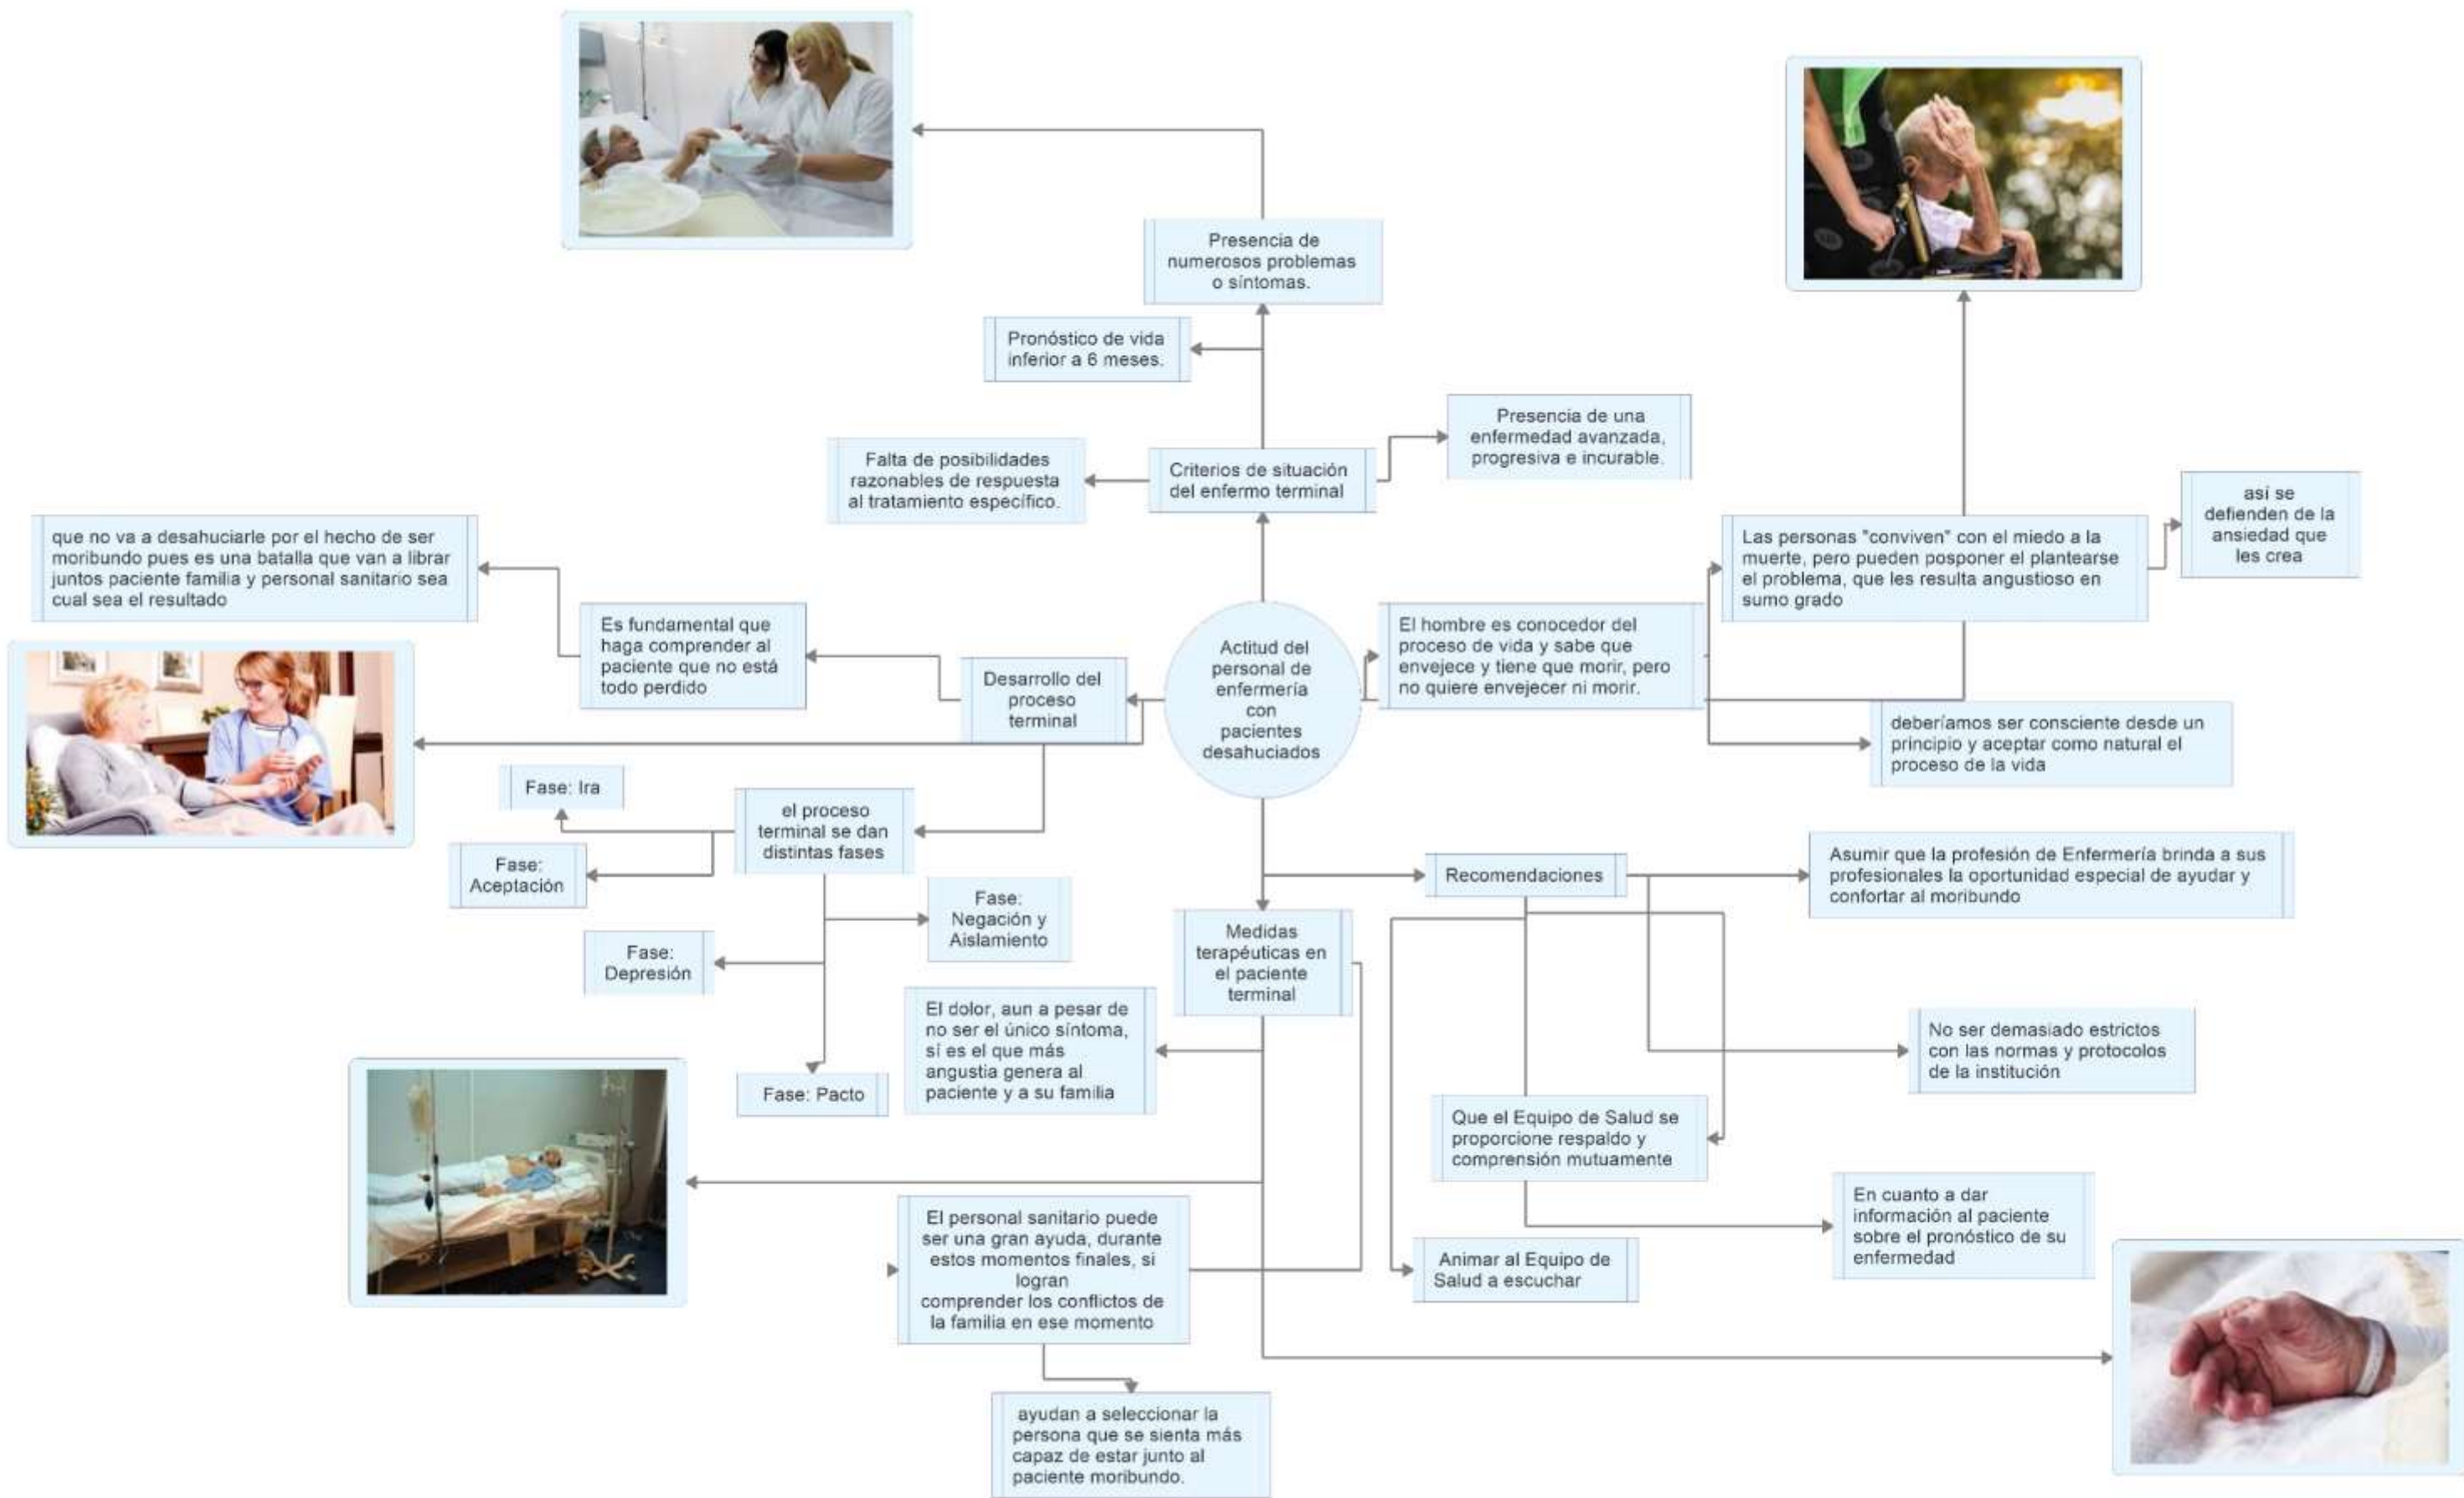 Presencia de
numerosos problemas
o síntomas.
Pronóstico de vida
inferior a 6 meses.
Presencia de una
enfermedad avanzada,
progresiva e incurable.
Falta de posibilidades
razonables de respuesta
al tratamiento específico.
Criterios de situación
del enfermo terminal
así se
defienden de la
ansiedad que
les crea
que no va a desahuciarle por el hecho de ser
moribundo pues es una batalla que van a librar
juntos paciente familia y personal sanitario sea
cual sea el resultado
Las personas "conviven" con el miedo a la
muerte, pero pueden posponer el plantearse
el problema, que les resulta angustioso en
sumo grado
Es fundamental que
haga comprender al
paciente que no está
todo perdido
Desarrollo del
proceso
terminal
Actitud del
personal de
enfermería
con
pacientes
desahuciados
El hombre es conocedor del
proceso de vida y sabe que
envejece y tiene que morir, pero
no quiere envejecer ni morir.
deberíamos ser consciente desde un
principio y aceptar como natural el
proceso de la vida
Fase: Ira
el proceso
terminal se dan
distintas fases
Fase:
Aceptación
Fase:
Negación y
Aislamiento
Fase:
Depresión
Fase: Pacto
Recomendaciones
Asumir que la profesión de Enfermería brinda a sus
profesionales la oportunidad especial de ayudar y
confortar al moribundo
Medidas
terapéuticas en
el paciente
terminal
El dolor, aun a pesar de
no ser el único síntoma,
sí es el que más
angustia genera al
paciente y a su familia
No ser demasiado estrictos
con las normas y protocolos
de la institución
Que el Equipo de Salud se
proporcione respaldo y
comprensión mutuamente
En cuanto a dar
información al paciente
sobre el pronóstico de su
enfermedad
El personal sanitario puede
ser una gran ayuda, durante
estos momentos finales, si
logran
comprender los conflictos de
la familia en ese momento
Animar al Equipo de
Salud a escuchar
ayudan a seleccionar la
persona que se sienta más
capaz de estar junto al
paciente moribundo.